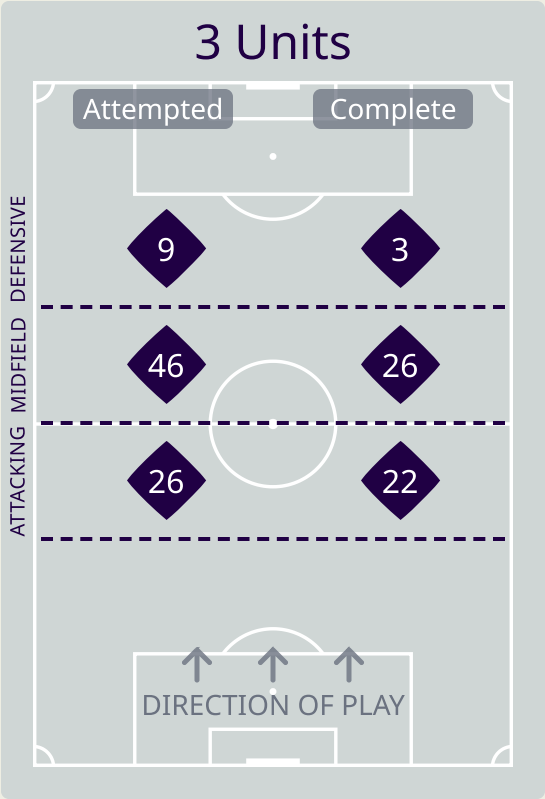 3 Units
Attempted Complete
DEFENSIVE
9 3
MIDFIELD
46 26
ATTACKING
26 22
DIRECTION OF PLAY